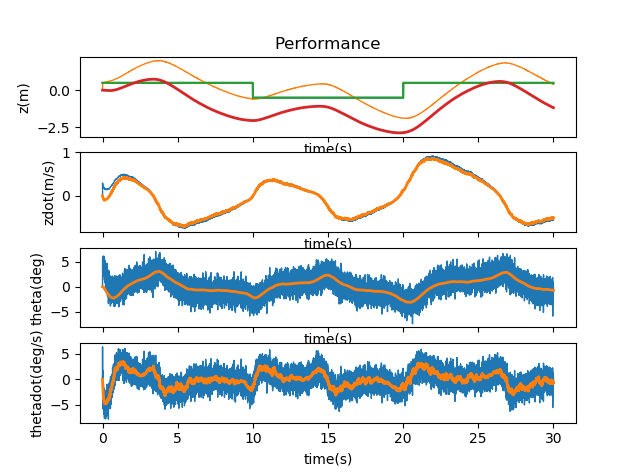 Performance
z(m)
0.0
−2.5
time(s)
zdot(m/s)
1
0
time(s)
theta(deg)
5
0
−5
time(s)
thetadot(deg/s)
5
0
−5
0 5 10 15 20 25 30
time(s)